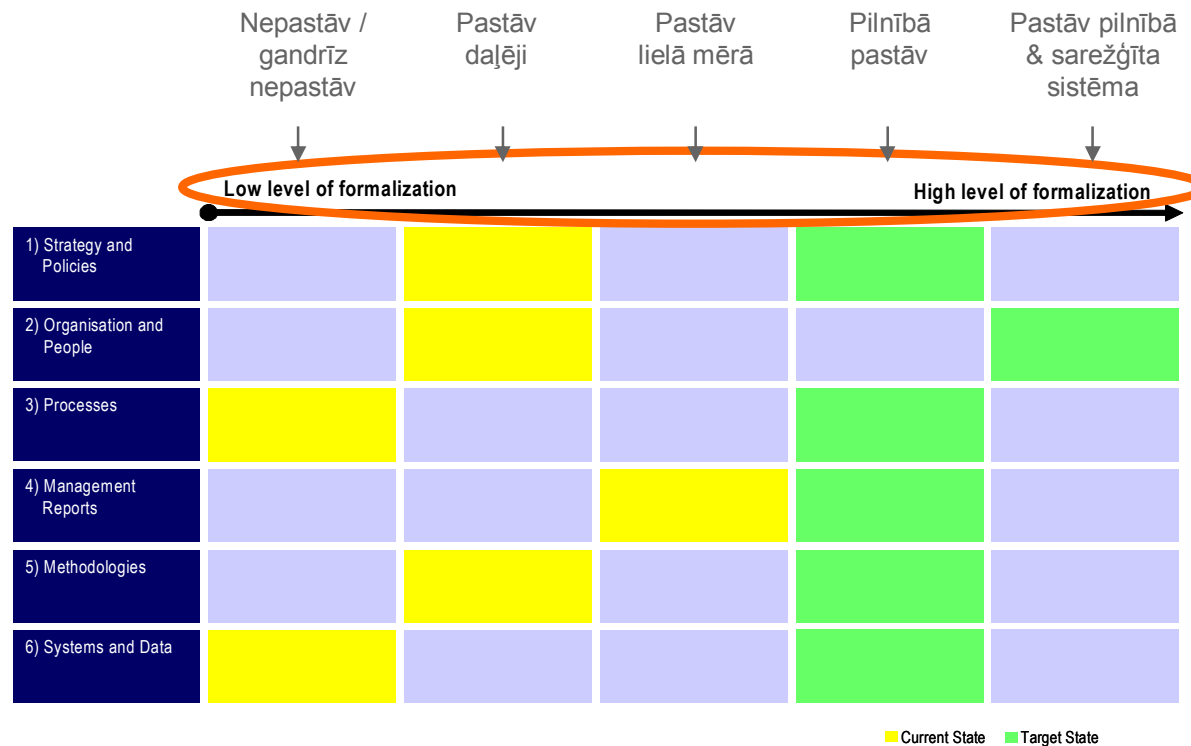 Nepastāv /
gandrīz
nepastāv
Pastāv
daļēji
Pastāv
lielā mērā
Pilnībā
pastāv
Pastāv pilnībā
& sarežģīta
sistēma
Low level of formalization
High level of formalization
1) Strategy and
Policies
2) Organisation and
People
3) Processes
4) Management
Reports
5) Methodologies
6) Systems and Data
Current State
Target State